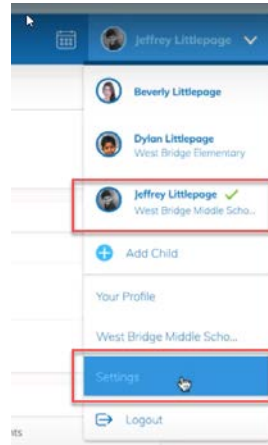 Jeffrey Littlepage
Beverly Littlepage
Dylan Littlepage
West Bridge Elementary
Jeffrey Littlepage
West Bridge Middle Scho...
Add Child
Your Profile
West Bridge Middle Scho...
Settings
Logout
nts